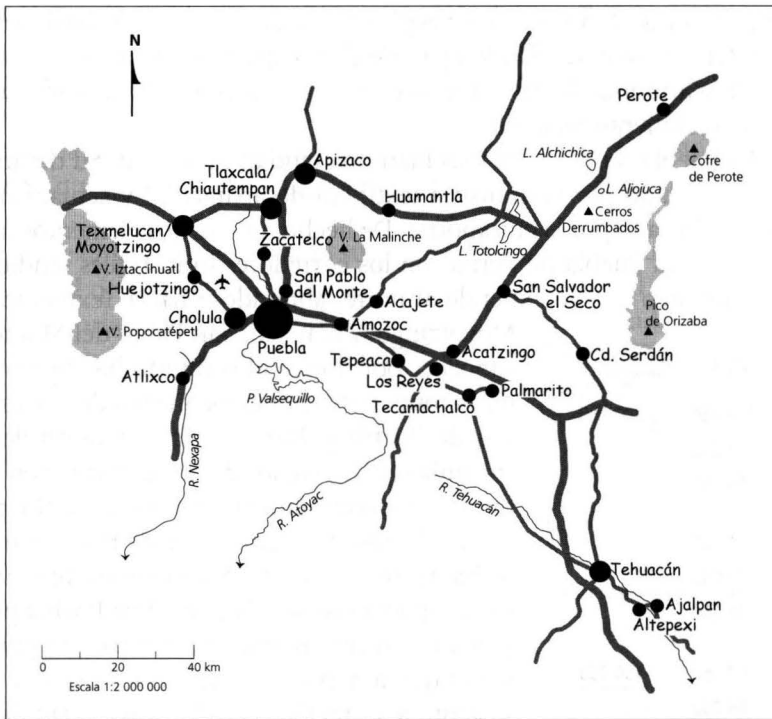 N
Perote
L. Alchichica
Cofre
de Perote
Apizaco
L. Aljojuca
Tlaxcala/
Chiautempan
Huamantla
Cerros
Derrumbados
Texmelucan/
Moyotzingo
Zacatelco
V. La Malinche
L. Totolcingo
V. Iztaccíhuatl
Huejotzingo
San Pablo
del Monte
San Salvador
el Seco
Acajete
Pico
de Orizaba
V. Popocatépetl
Cholula
Amozoc
Puebla
Acatzingo
Cd. Serdán
Tepeaca
Atlixco
Los Reyes
Palmarito
P. Valsequillo
Tecamachalco
R. Nexapa
R. Atoyac
R. Tehuacán
Tehuacán
Ajalpan
Altepexi
0 20 40 km
Escala 1:2 000 000